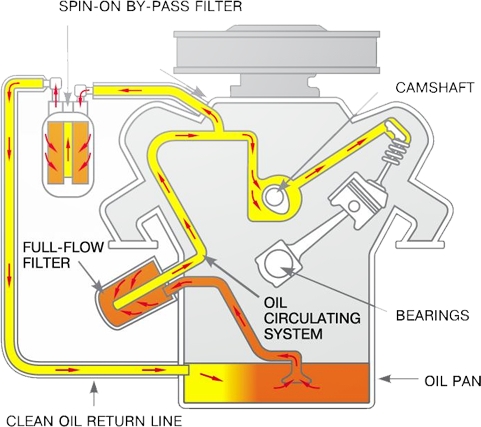 SPIN-ON BY-PASS FILTER
CAMSHAFT
FULL-FLOW
FILTER
OIL
CIRCULATING
SYSTEM
BEARINGS
OIL PAN
CLEAN OIL RETURN LINE